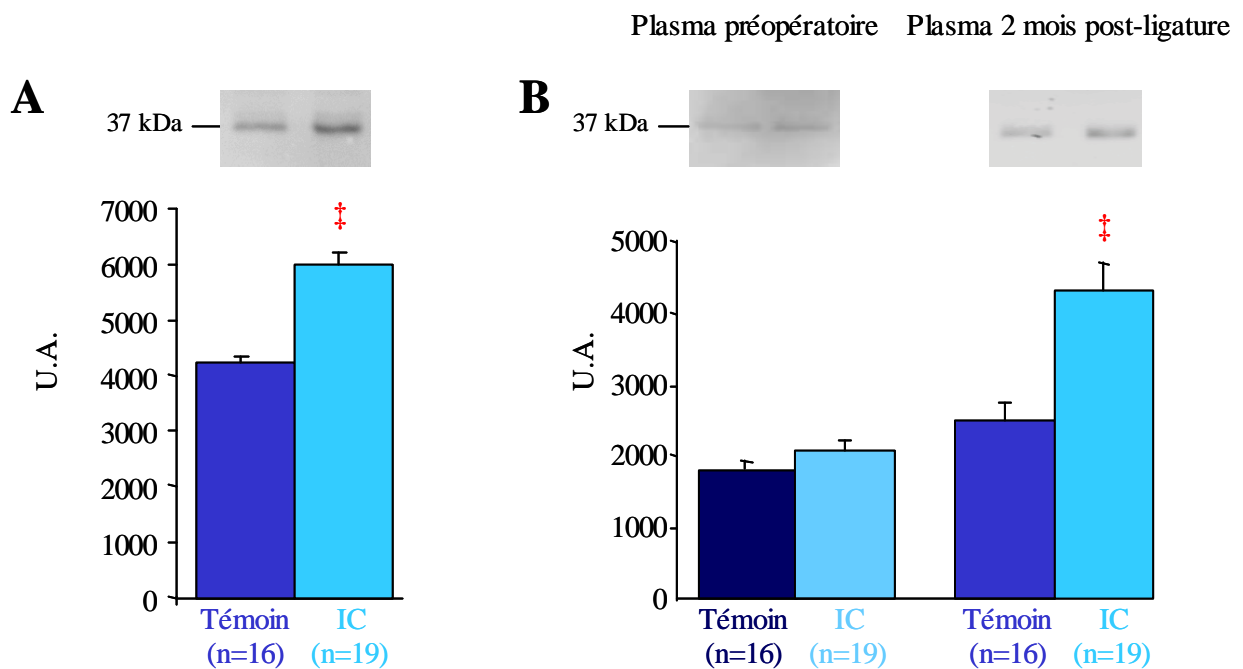 Plasma préopératoire Plasma 2 mois post-ligature
A
37 kDa
‡
7000
6000
5000
4000
3000
2000
1000
0
U.A.
Témoin IC
(n=16) (n=19)
B
37 kDa
‡
5000
4000
3000
2000
1000
0
U.A.
Témoin IC Témoin IC
(n=16) (n=19) (n=16) (n=19)